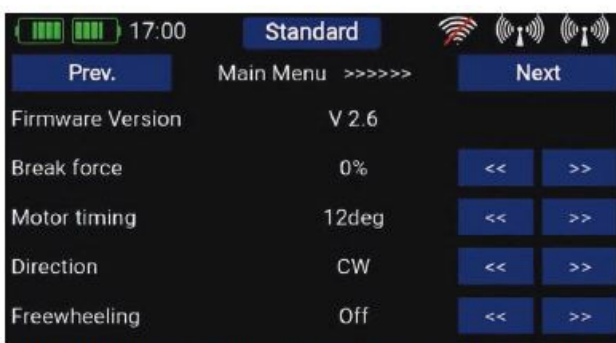 17:00 Standard
Prev. Main Menu >>>>>> Next
Firmware Version V 2.6
Break force 0% << >>
Motor timing 12deg << >>
Direction CW << >>
Freewheeling Off << >>